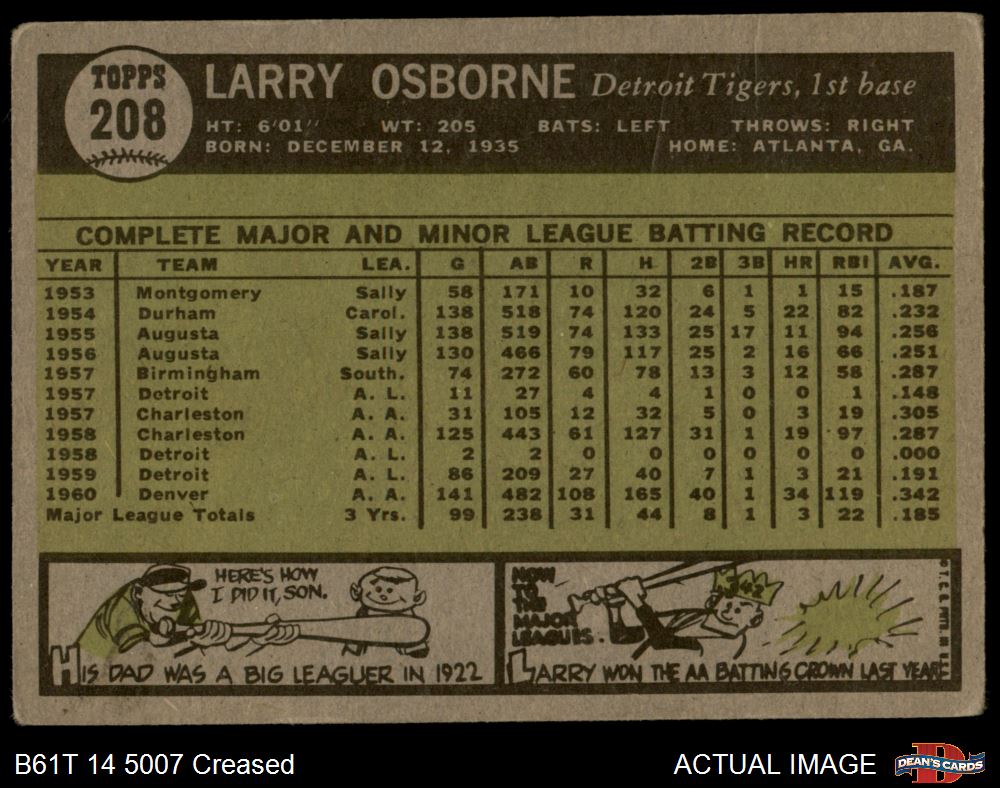 TOPPS
208
LARRY OSBORNE Detroit Tigers, 1st base
HT: 6'01" WT: 205 BATS: LEFT THROWS: RIGHT
BORN: DECEMBER 12, 1935 HOME: ATLANTA, GA.
COMPLETE MAJOR AND MINOR LEAGUE BATTING RECORD
YEAR TEAM LEA. G AB R H 2B 3B HR RBI AVG.
1953 Montgomery Sally 58 171 10 32 6 1 1 15 .187
1954 Durham Carol. 138 518 74 120 24 5 22 82 .232
1955 Augusta Sally 138 519 74 133 25 17 11 94 .256
1956 Augusta Sally 130 466 79 117 25 2 16 66 .251
1957 Birmingham South. 74 272 60 78 13 3 12 58 .287
1957 Detroit A. L. 11 27 4 4 1 0 0 1 .148
1957 Charleston A. A. 31 105 12 32 5 0 3 19 .305
1958 Charleston A. A. 125 443 61 127 31 1 19 97 .287
1958 Detroit A. L. 2 2 0 0 0 0 0 0 .000
1959 Detroit A. L. 86 209 27 40 7 1 3 21 .191
1960 Denver A. A. 141 482 108 165 40 1 34 119 .342
Major League Totals 3 Yrs. 99 238 31 44 8 1 3 22 .185
HERE'S HOW
I DID IT, SON.
HIS DAD WAS A BIG LEAGUER IN 1922
NOW
TO
THE
MAJOR
LEAGUES.
.342
LARRY WON THE AA BATTING CROWN LAST YEAR
© T. C. G. PRTD. IN U.S.A.
B61T 14 5007 Creased
ACTUAL IMAGE
DEAN'S CARDS